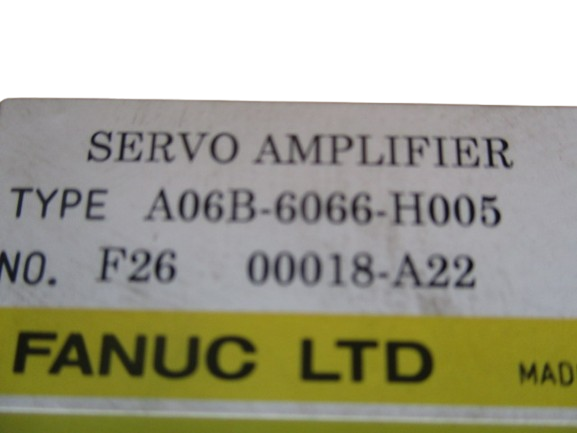 SERVO AMPLIFIER
TYPE A06B-6066-H005
NO. F26 00018-A22
FANUC LTD